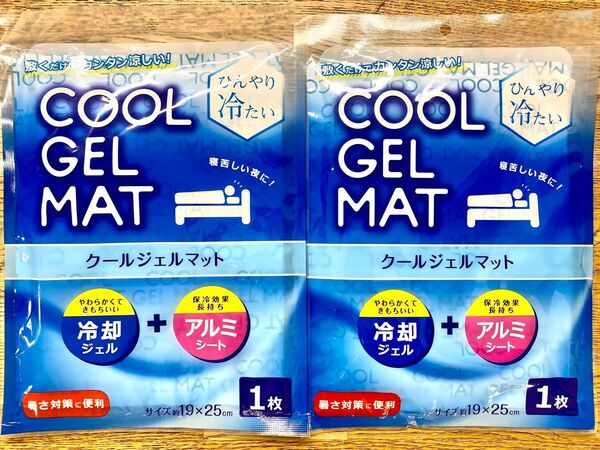 敷くだけでカンタン涼しい!
COOL
GEL
MAT
ひんやり
冷たい
寝苦しい夜に!
クールジェルマット
やわらかくて
きもちいい
冷却
ジェル
+
保冷効果
長持ち
アルミ
シート
暑さ対策に便利
サイズ約19×25cm
1枚
敷くだけでカンタン涼しい!
COOL
GEL
MAT
ひんやり
冷たい
寝苦しい夜に!
クールジェルマット
やわらかくて
きもちいい
冷却
ジェル
+
保冷効果
長持ち
アルミ
シート
暑さ対策に便利
サイズ約19×25cm
1枚